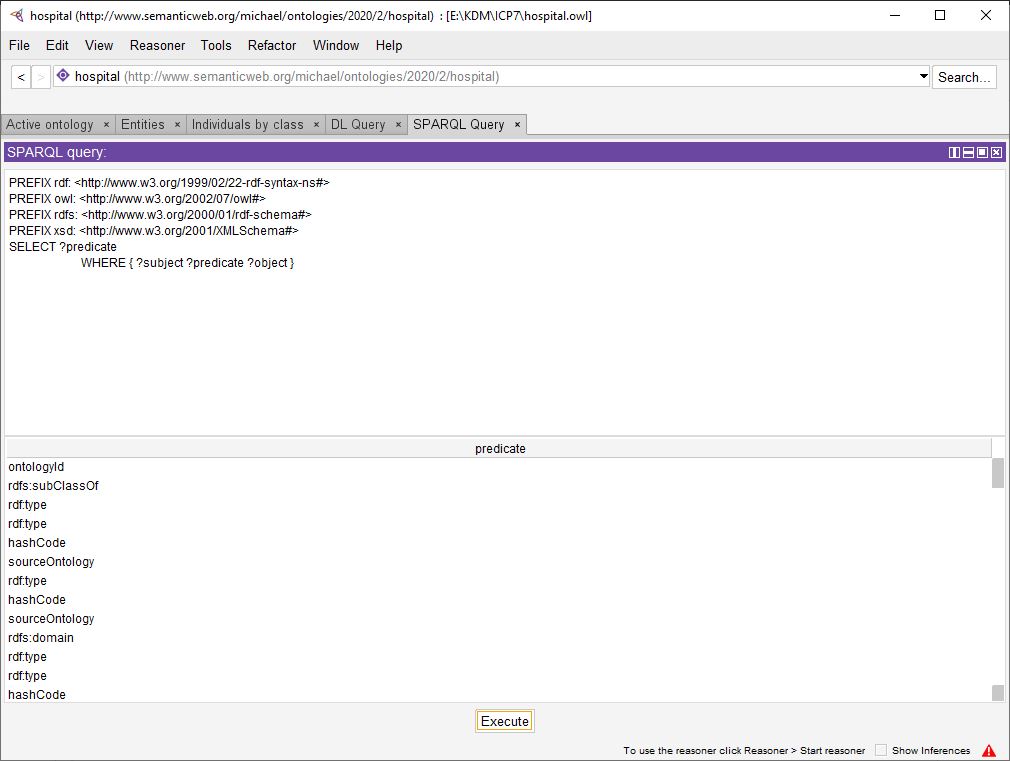 hospital (http://www.semanticweb.org/michael/ontologies/2020/2/hospital) : [E:\KDM\ICP7\hospital.owl]
File Edit View Reasoner Tools Refactor Window Help
< > hospital (http://www.semanticweb.org/michael/ontologies/2020/2/hospital) Search...
Active ontology × Entities × Individuals by class × DL Query × SPARQL Query ×
SPARQL query:
PREFIX rdf: <http://www.w3.org/1999/02/22-rdf-syntax-ns#>
PREFIX owl: <http://www.w3.org/2002/07/owl#>
PREFIX rdfs: <http://www.w3.org/2000/01/rdf-schema#>
PREFIX xsd: <http://www.w3.org/2001/XMLSchema#>
SELECT ?predicate
WHERE { ?subject ?predicate ?object }
predicate
ontologyId
rdfs:subClassOf
rdf:type
rdf:type
hashCode
sourceOntology
rdf:type
hashCode
sourceOntology
rdfs:domain
rdf:type
rdf:type
hashCode
Execute
To use the reasoner click Reasoner > Start reasoner Show Inferences